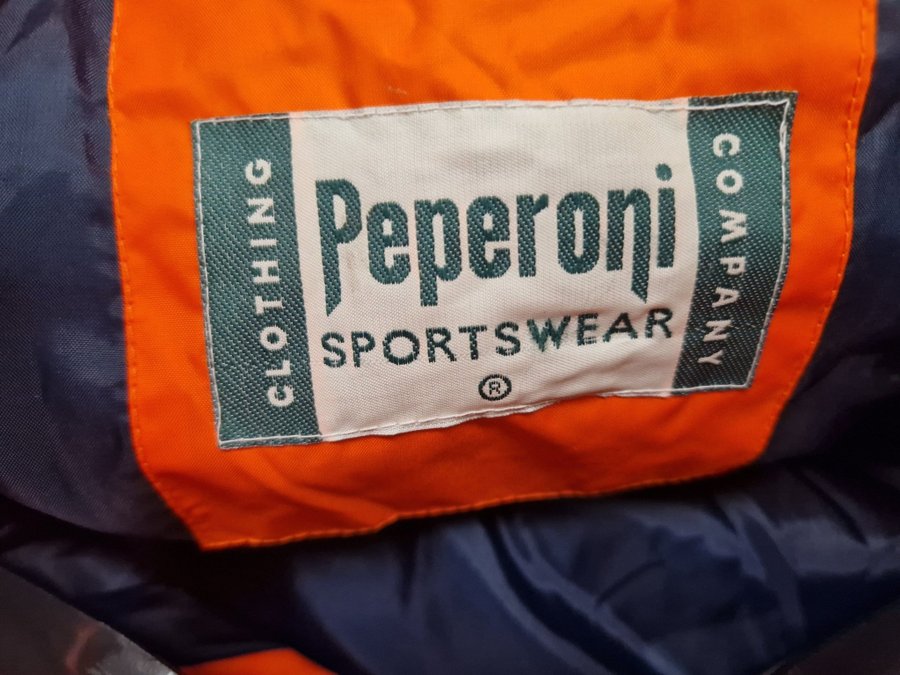 CLOTHING
Peperoni
SPORTSWEAR
®
COMPANY